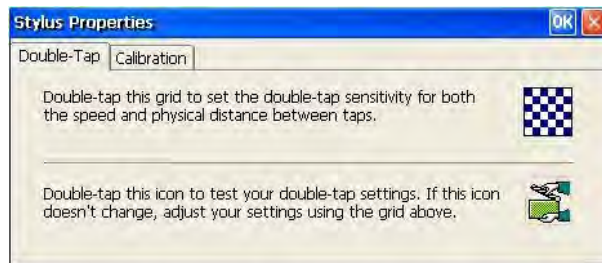 Stylus Properties OK
Double-Tap Calibration
Double-tap this grid to set the double-tap sensitivity for both
the speed and physical distance between taps.
Double-tap this icon to test your double-tap settings. If this icon
doesn't change, adjust your settings using the grid above.